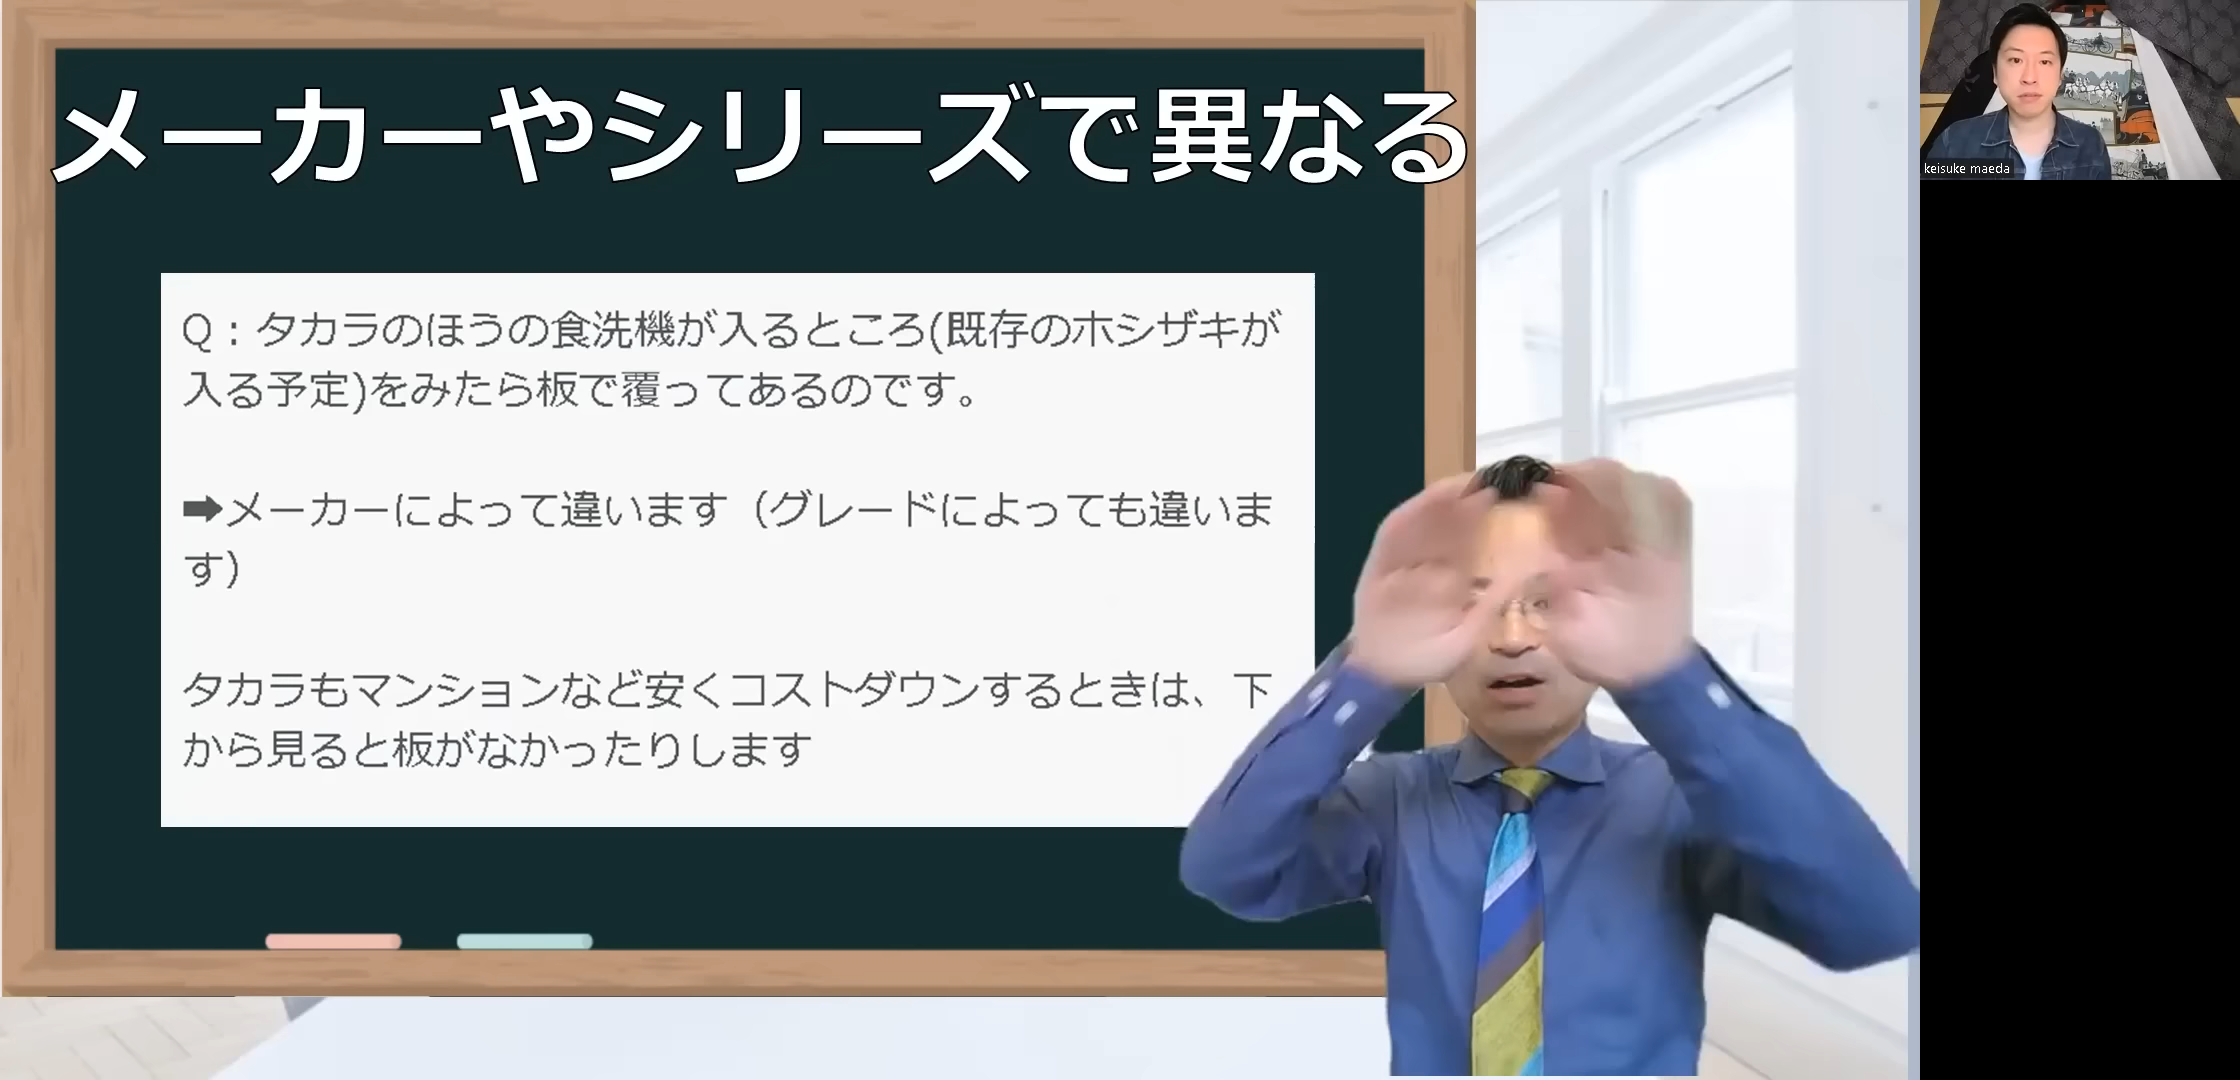 メーカーやシリーズで異なる
Q：タカラのほうの食洗機が入るところ(既存のホシザキが
入る予定)をみたら板で覆ってあるのです。
➡メーカーによって違います（グレードによっても違いま
す）
タカラもマンションなど安くコストダウンするときは、下
から見ると板がなかったりします
keisuke maeda